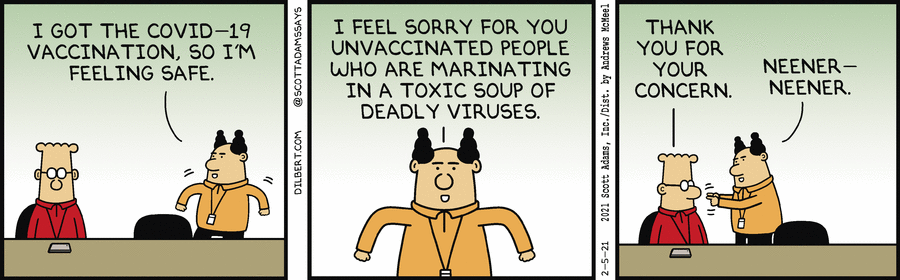 I GOT THE COVID-19
VACCINATION, SO I'M
FEELING SAFE.
DILBERT.COM @SCOTTADAMSSAYS
I FEEL SORRY FOR YOU
UNVACCINATED PEOPLE
WHO ARE MARINATING
IN A TOXIC SOUP OF
DEADLY VIRUSES.
2-5-21 2021 Scott Adams, Inc./Dist. by Andrews McMeel
THANK
YOU FOR
YOUR
CONCERN.
NEENER-
NEENER.